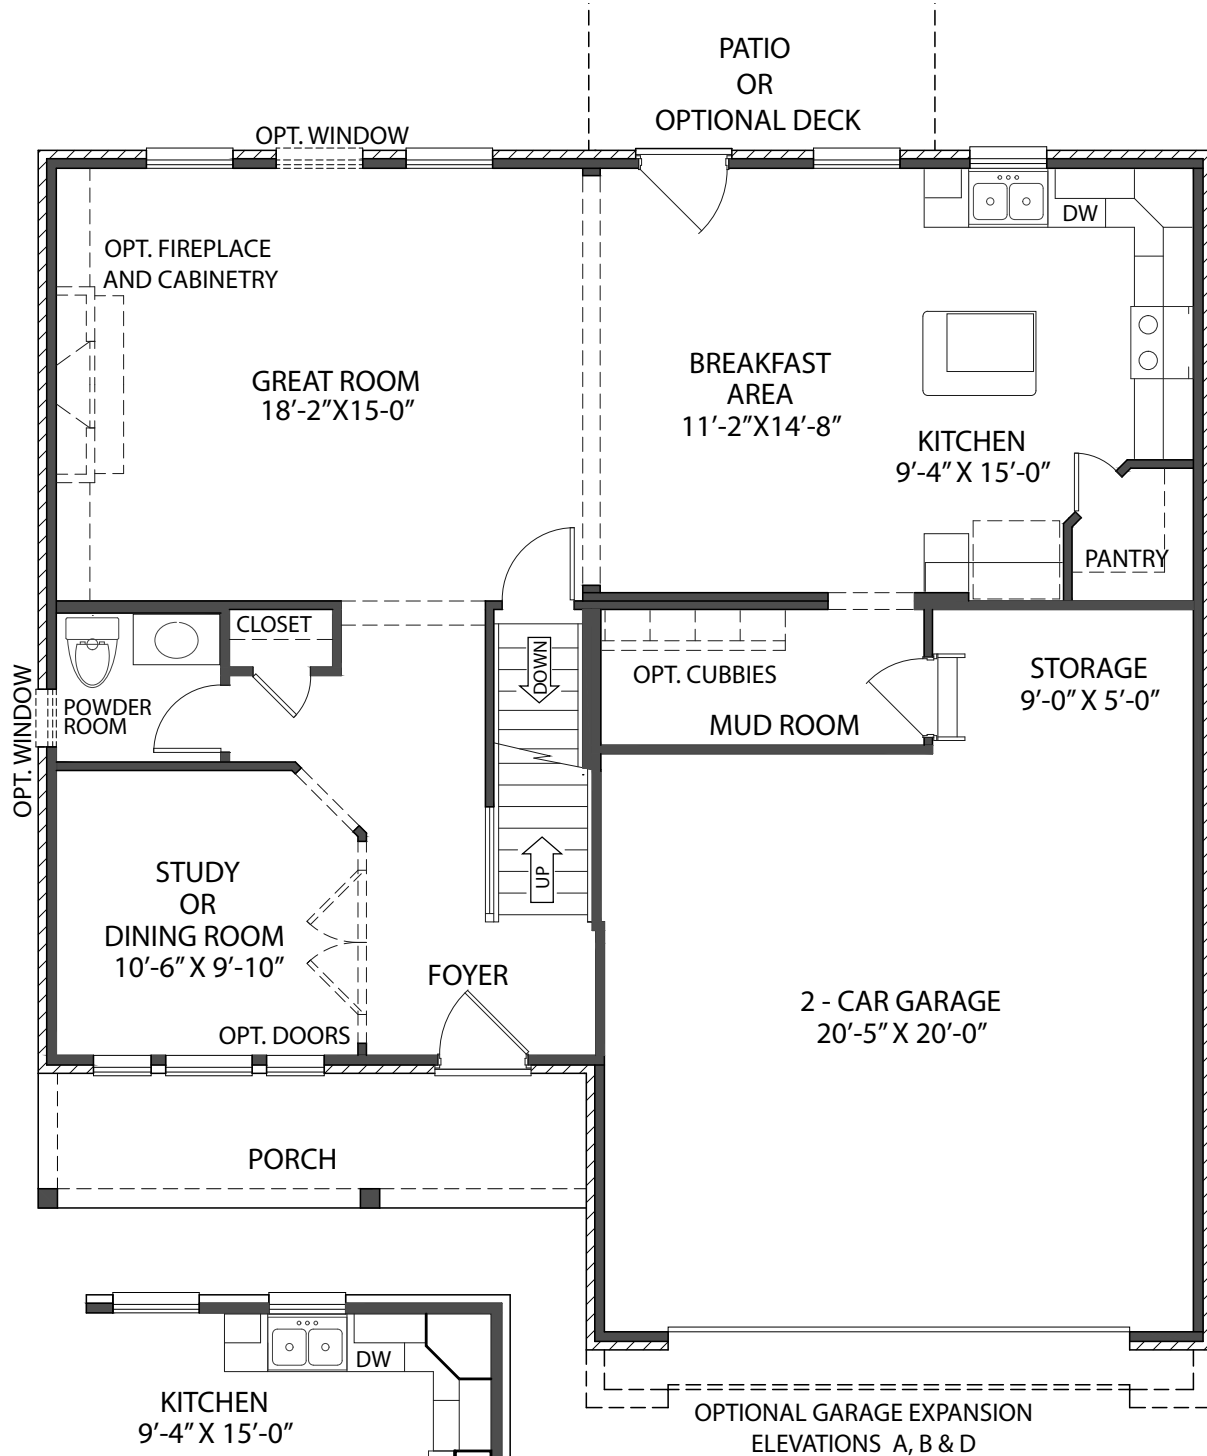 PATIO
OR
OPTIONAL DECK
OPT. WINDOW
DW
OPT. FIREPLACE
AND CABINETRY
GREAT ROOM
18'-2"X15-0"
BREAKFAST
AREA
11'-2"X14'-8"
KITCHEN
9'-4" X 15'-0"
PANTRY
CLOSET
DOWN
OPT. CUBBIES
MUD ROOM
STORAGE
9'-0" X 5'-0"
OPT. WINDOW
POWDER
ROOM
UP
STUDY
OR
DINING ROOM
10'-6" X 9'-10"
FOYER
OPT. DOORS
2 - CAR GARAGE
20'-5" X 20'-0"
PORCH
DW
KITCHEN
9'-4" X 15'-0"
OPTIONAL GARAGE EXPANSION
ELEVATIONS A, B & D